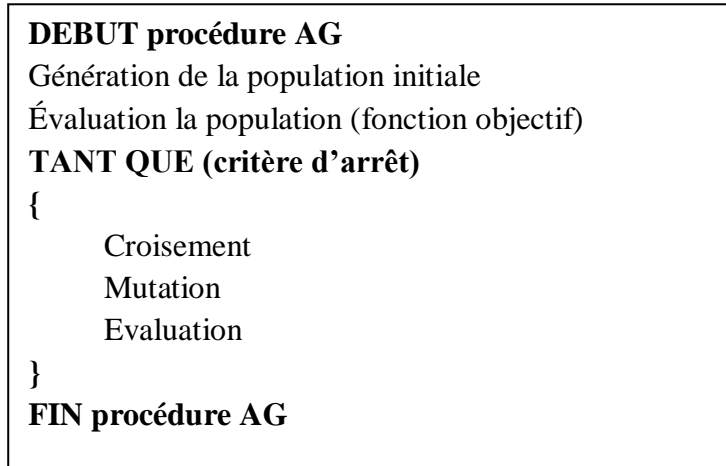 DEBUT procédure AG
Génération de la population initiale
Évaluation la population (fonction objectif)
TANT QUE (critère d’arrêt)
{
Croisement
Mutation
Evaluation
}
FIN procédure AG